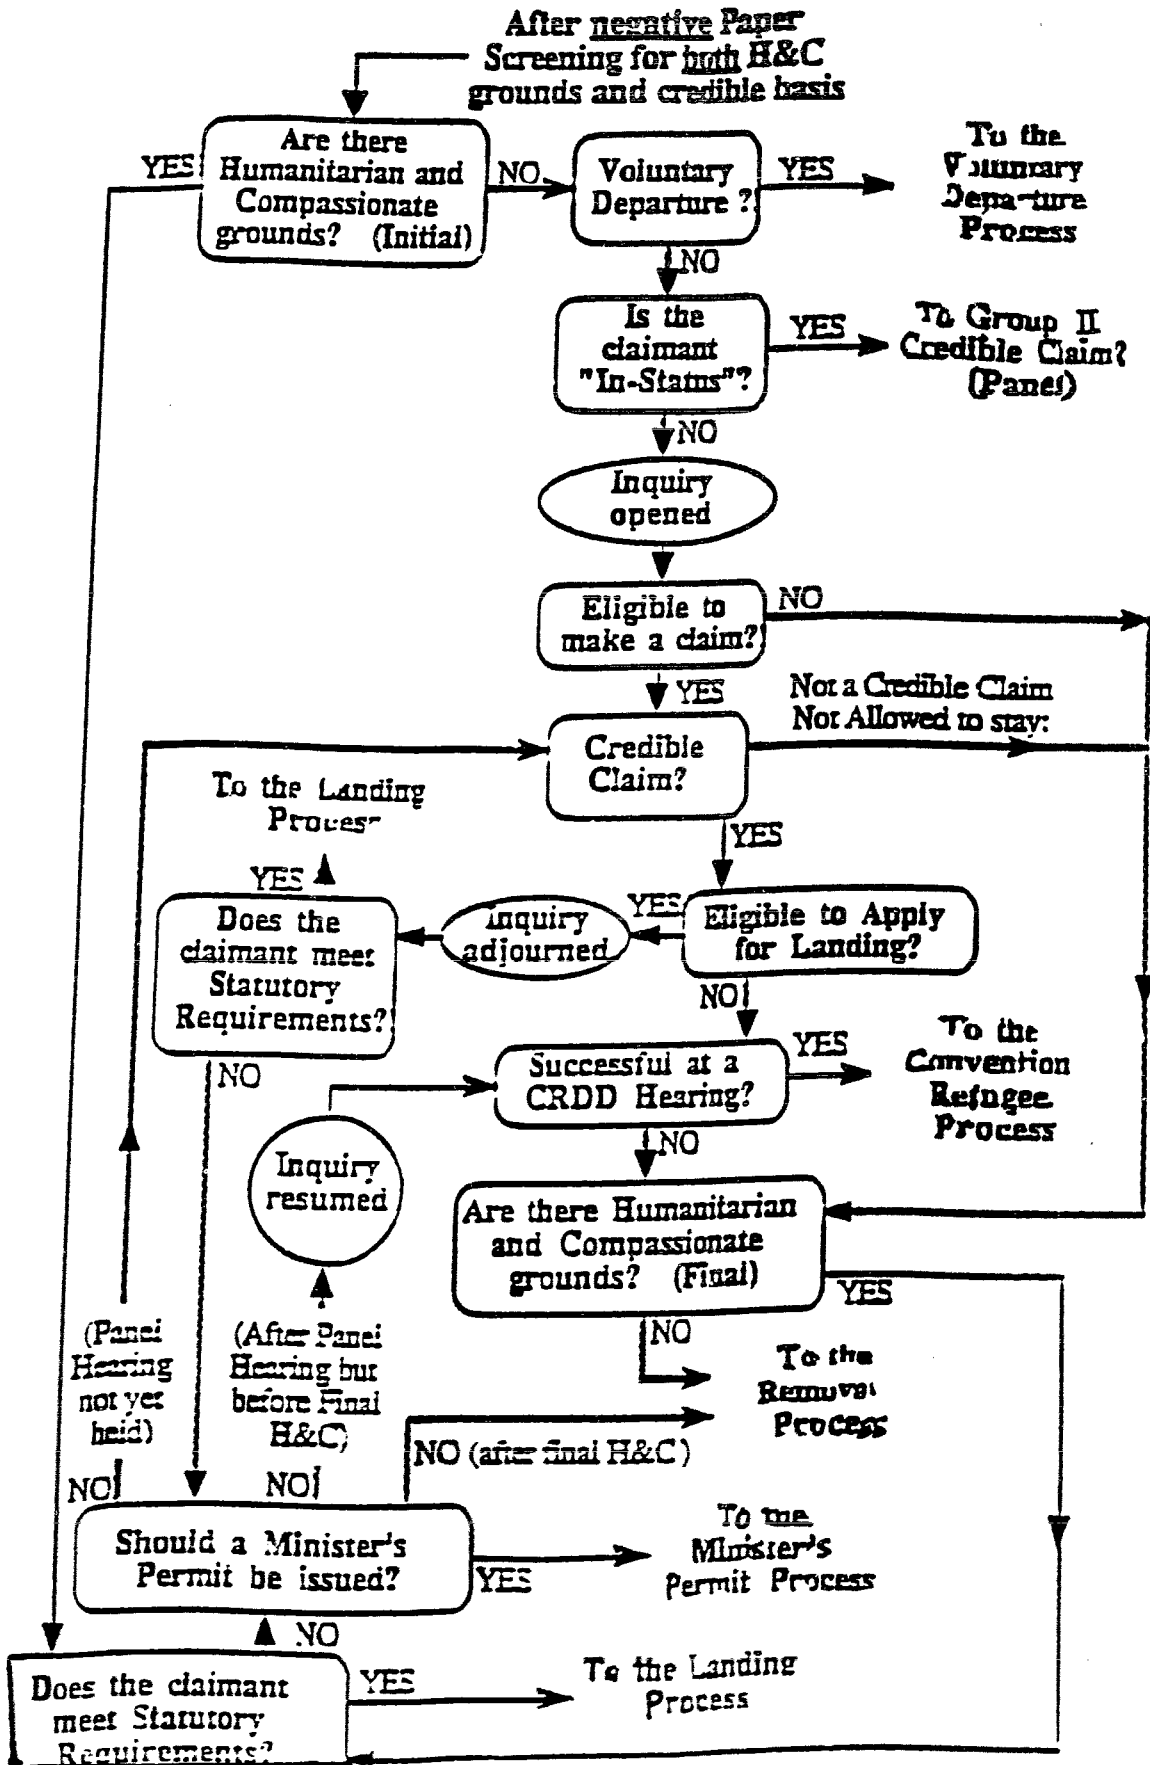 After negative Paper
Screening for both H&C
grounds and credible basis
Are there
Humanitarian and
Compassionate
grounds? (Initial)
YES
NO
Voluntary
Departure ?
YES
To the
Voluntary
Departure
Process
NO
Is the
claimant
"In-Status"?
YES
To Group II
Credible Claim?
(Panel)
NO
Inquiry
opened
Eligible to
make a claim?
NO
YES
Not a Credible Claim
Not Allowed to stay:
Credible
Claim?
To the Landing
Process
YES
YES
Does the
claimant meet
Statutory
Requirements?
Inquiry
adjourned
YES
Eligible to Apply
for Landing?
NO
NO
Successful at a
CRDD Hearing?
YES
To the
Convention
Refugee
Process
NO
Inquiry
resumed
Are there Humanitarian
and Compassionate
grounds? (Final)
YES
NO
To the
Removal
Process
(Panel
Hearing
not yet
held)
(After Panel
Hearing but
before Final
H&C)
NO (after final H&C)
NO
NO
Should a Minister's
Permit be issued?
YES
To the
Minister's
Permit Process
NO
Does the claimant
meet Statutory
Requirements?
YES
To the Landing
Process